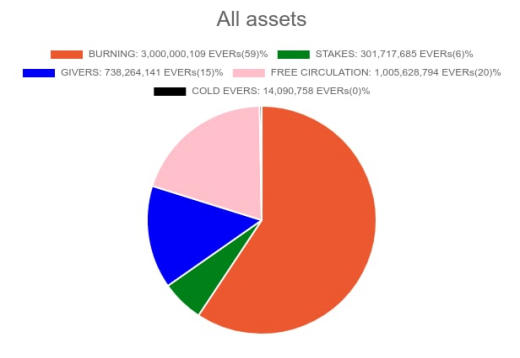 All assets
BURNING: 3,000,000,109 EVERs(59)% STAKES: 301,717,685 EVERs(6)%
GIVERS: 738,264,141 EVERs(15)% FREE CIRCULATION: 1,005,628,794 EVERs(20)%
COLD EVERS: 14,090,758 EVERs(0)%